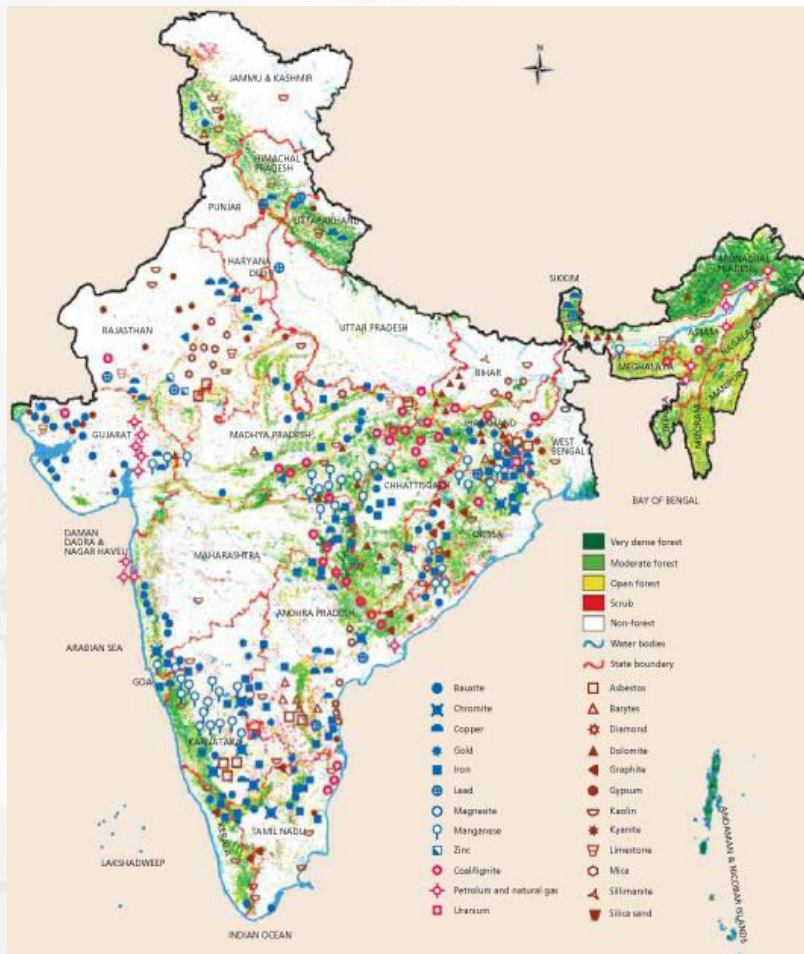 N
JAMMU & KASHMIR
HIMACHAL
PRADESH
PUNJAB
UTTARAKHAND
HARYANA
DELHI
SIKKIM
ARUNACHAL
PRADESH
RAJASTHAN
UTTAR PRADESH
ASSAM
NAGALAND
MEGHALAYA
MANIPUR
BIHAR
TRIPURA
MIZORAM
JHARKHAND
GUJARAT
MADHYA PRADESH
WEST
BENGAL
CHHATTISGARH
BAY OF BENGAL
DAMAN
DADRA &
NAGAR HAVELI
ORISSA
MAHARASHTRA
ANDHRA PRADESH
ARABIAN SEA
GOA
KARNATAKA
TAMIL NADU
KERALA
LAKSHADWEEP
INDIAN OCEAN
ANDAMAN & NICOBAR ISLANDS
Very dense forest
Moderate forest
Open forest
Scrub
Non-forest
Water bodies
State boundary
Bauxite
Chromite
Copper
Gold
Iron
Lead
Magnesite
Manganese
Zinc
Coal/lignite
Petrolum and natural gas
Uranium
Asbestos
Barytes
Diamond
Dolomite
Graphite
Gypsum
Kaolin
Kyanite
Limestone
Mica
Sillimanite
Silica sand